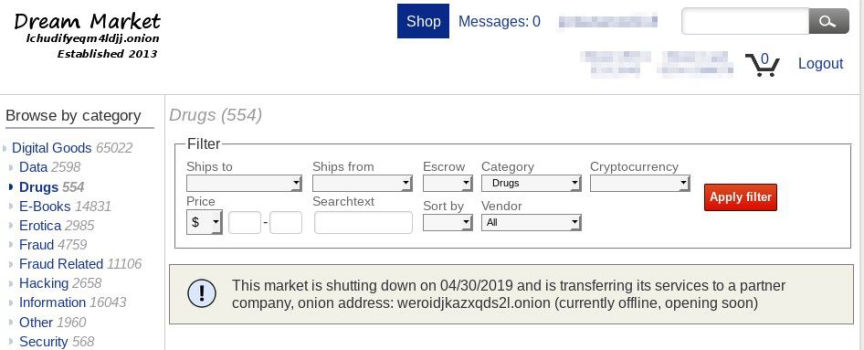 Dream Market
lchudifyeqm4ldjj.onion
Established 2013
Shop
Messages: 0
0
Logout
Browse by category
Digital Goods 65022
Data 2598
Drugs 554
E-Books 14831
Erotica 2985
Fraud 4759
Fraud Related 11106
Hacking 2658
Information 16043
Other 1960
Security 568
Drugs (554)
Filter
Ships to
Ships from
Escrow
Category
Cryptocurrency
Drugs
Price
Searchtext
Sort by
Vendor
$
-
All
Apply filter
This market is shutting down on 04/30/2019 and is transferring its services to a partner
company, onion address: weroidjkazxqds2l.onion (currently offline, opening soon)